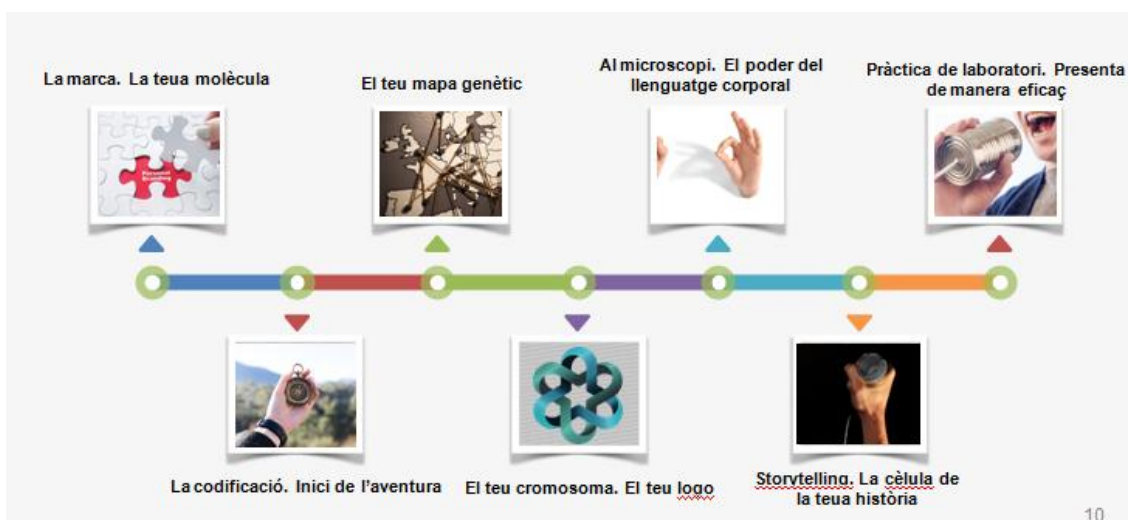 La marca. La teua molècula
El teu mapa genètic
Al microscopi. El poder del
llenguatge corporal
Pràctica de laboratori. Presenta
de manera eficaç
Personal
Branding
La codificació. Inici de l'aventura
El teu cromosoma. El teu logo
Storytelling. La cèlula de
la teua història
10